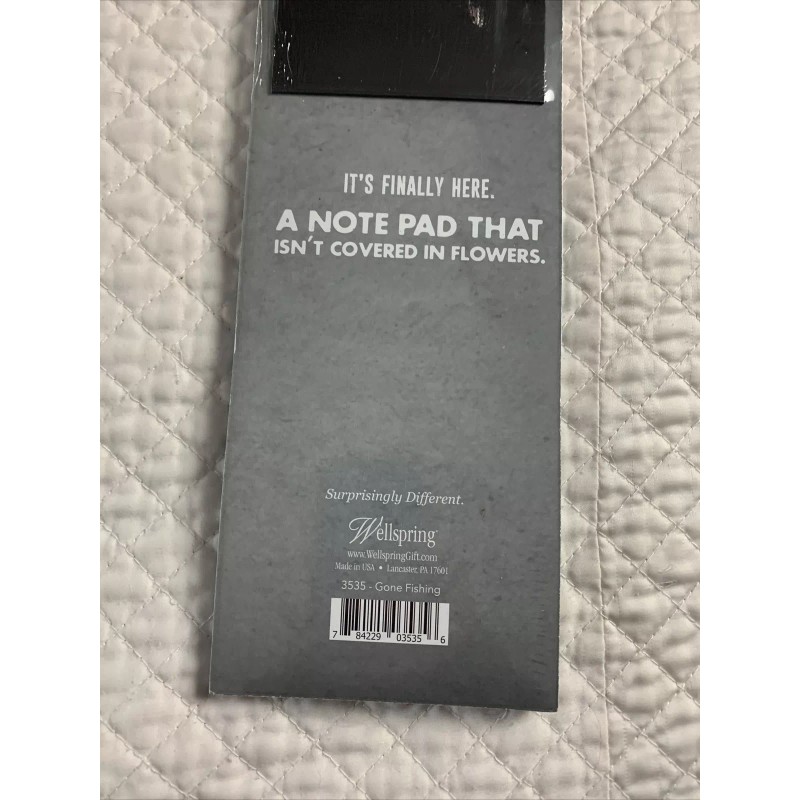 IT'S FINALLY HERE.
A NOTE PAD THAT
ISN'T COVERED IN FLOWERS.
Surprisingly Different.
Wellspring
www.WellspringGift.com
Made in USA • Lancaster, PA 17601
3535 - Gone Fishing
7 84229 03535 6